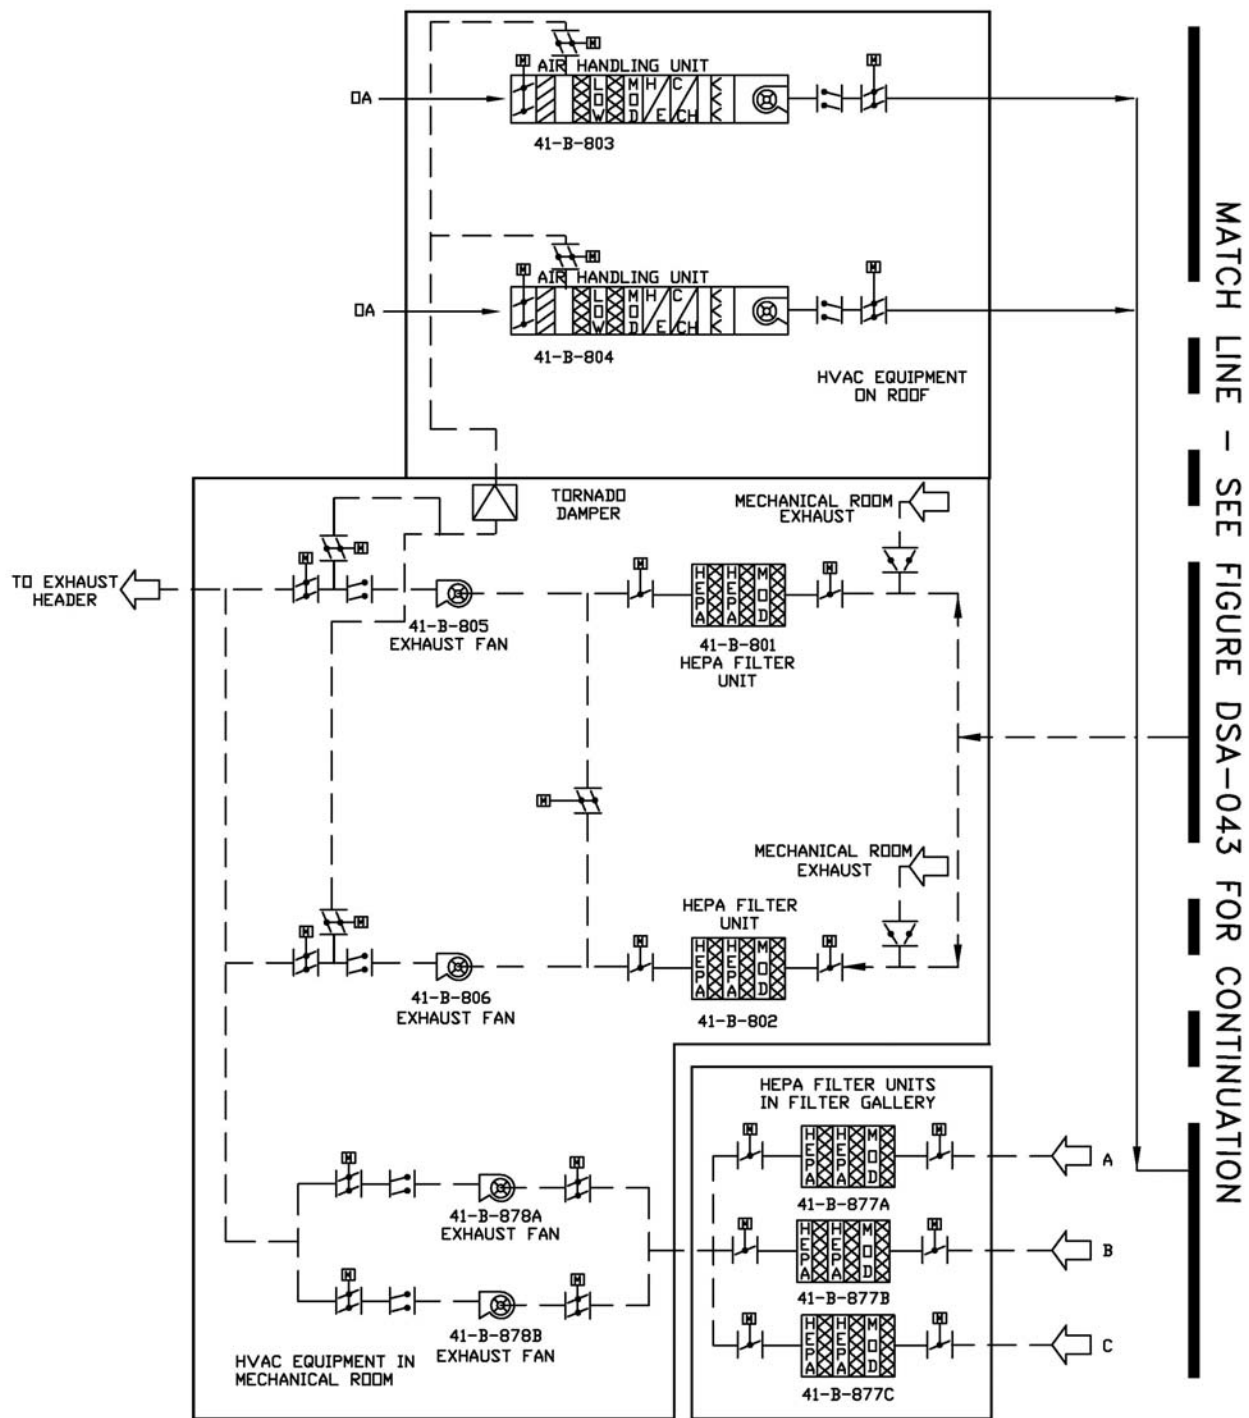 M
AIR HANDLING UNIT
M
M
OA
LOW
MOD
H
C
E
CH
41-B-803
M
AIR HANDLING UNIT
M
M
OA
LOW
MOD
H
C
E
CH
41-B-804
HVAC EQUIPMENT
ON ROOF
MATCH LINE - SEE FIGURE DSA-043 FOR CONTINUATION
TORNADO
DAMPER
MECHANICAL ROOM
EXHAUST
M
M
TO EXHAUST
HEADER
41-B-805
EXHAUST FAN
M
HEPA
HEPA
MOD
M
41-B-801
HEPA FILTER
UNIT
M
MECHANICAL ROOM
EXHAUST
M
M
41-B-806
EXHAUST FAN
HEPA FILTER
UNIT
M
HEPA
HEPA
MOD
M
41-B-802
HEPA FILTER UNITS
IN FILTER GALLERY
M
HEPA
HEPA
MOD
M
A
41-B-877A
M
HEPA
HEPA
MOD
M
B
41-B-877B
M
HEPA
HEPA
MOD
M
C
41-B-877C
M
M
41-B-878A
EXHAUST FAN
M
M
41-B-878B
EXHAUST FAN
HVAC EQUIPMENT IN
MECHANICAL ROOM